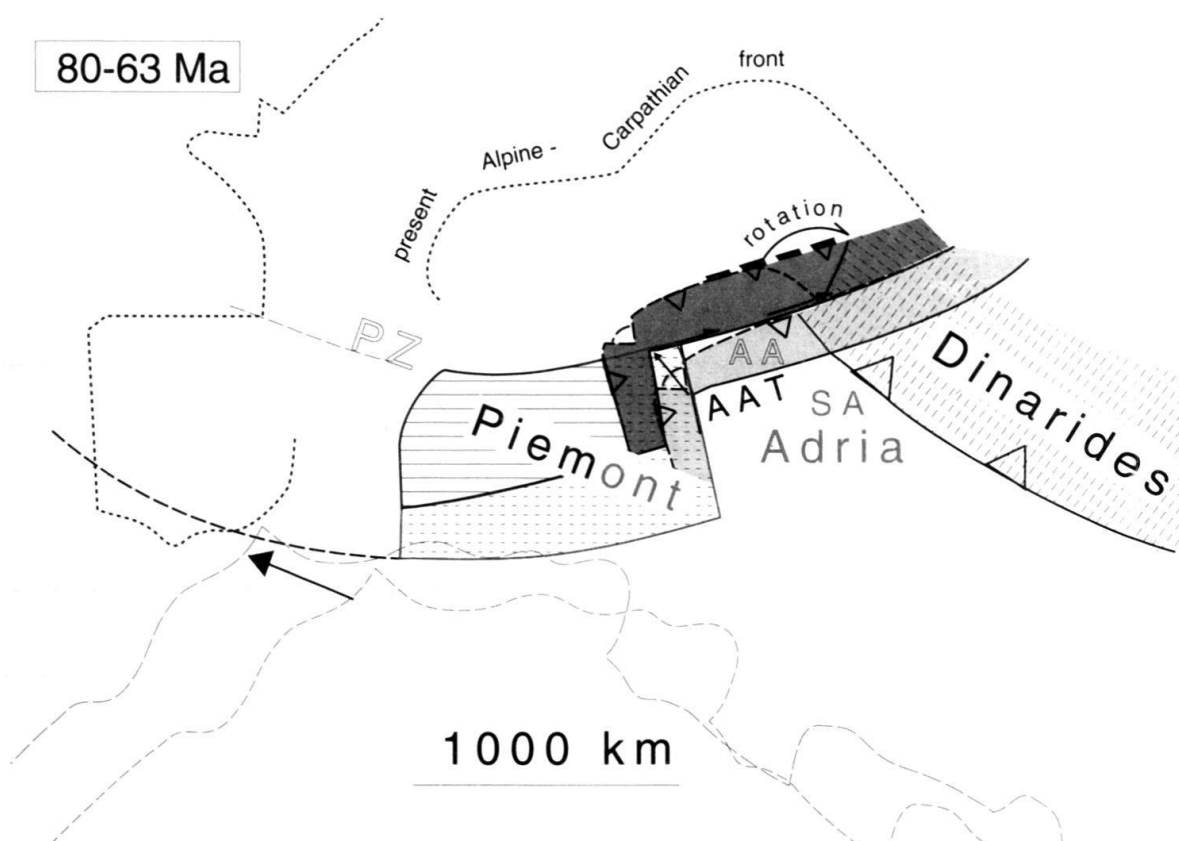 80-63 Ma
present
Alpine -
Carpathian
front
rotation
PZ
Piemont
AA
AAT
SA
Adria
Dinarides
1000 km